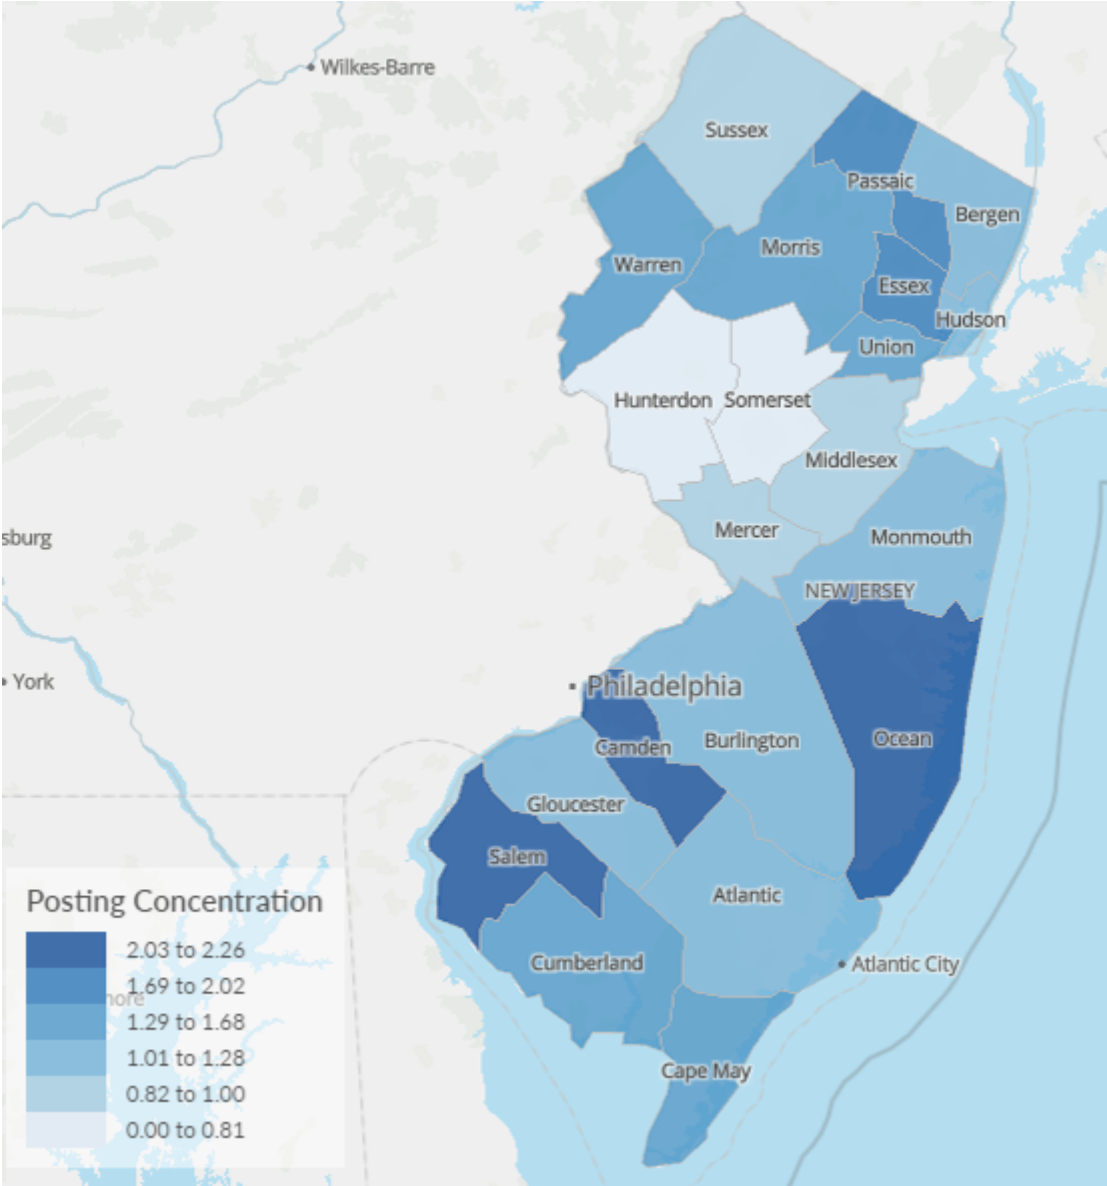 Wilkes-Barre
Sussex
Passaic
Bergen
Morris
Warren
Essex
Hudson
Union
Hunterdon
Somerset
Middlesex
Mercer
Monmouth
sburg
NEW JERSEY
York
Philadelphia
Camden
Burlington
Ocean
Gloucester
Salem
Atlantic
Cumberland
Atlantic City
Cape May
Posting Concentration
2.03 to 2.26
1.69 to 2.02
more
1.29 to 1.68
1.01 to 1.28
0.82 to 1.00
0.00 to 0.81